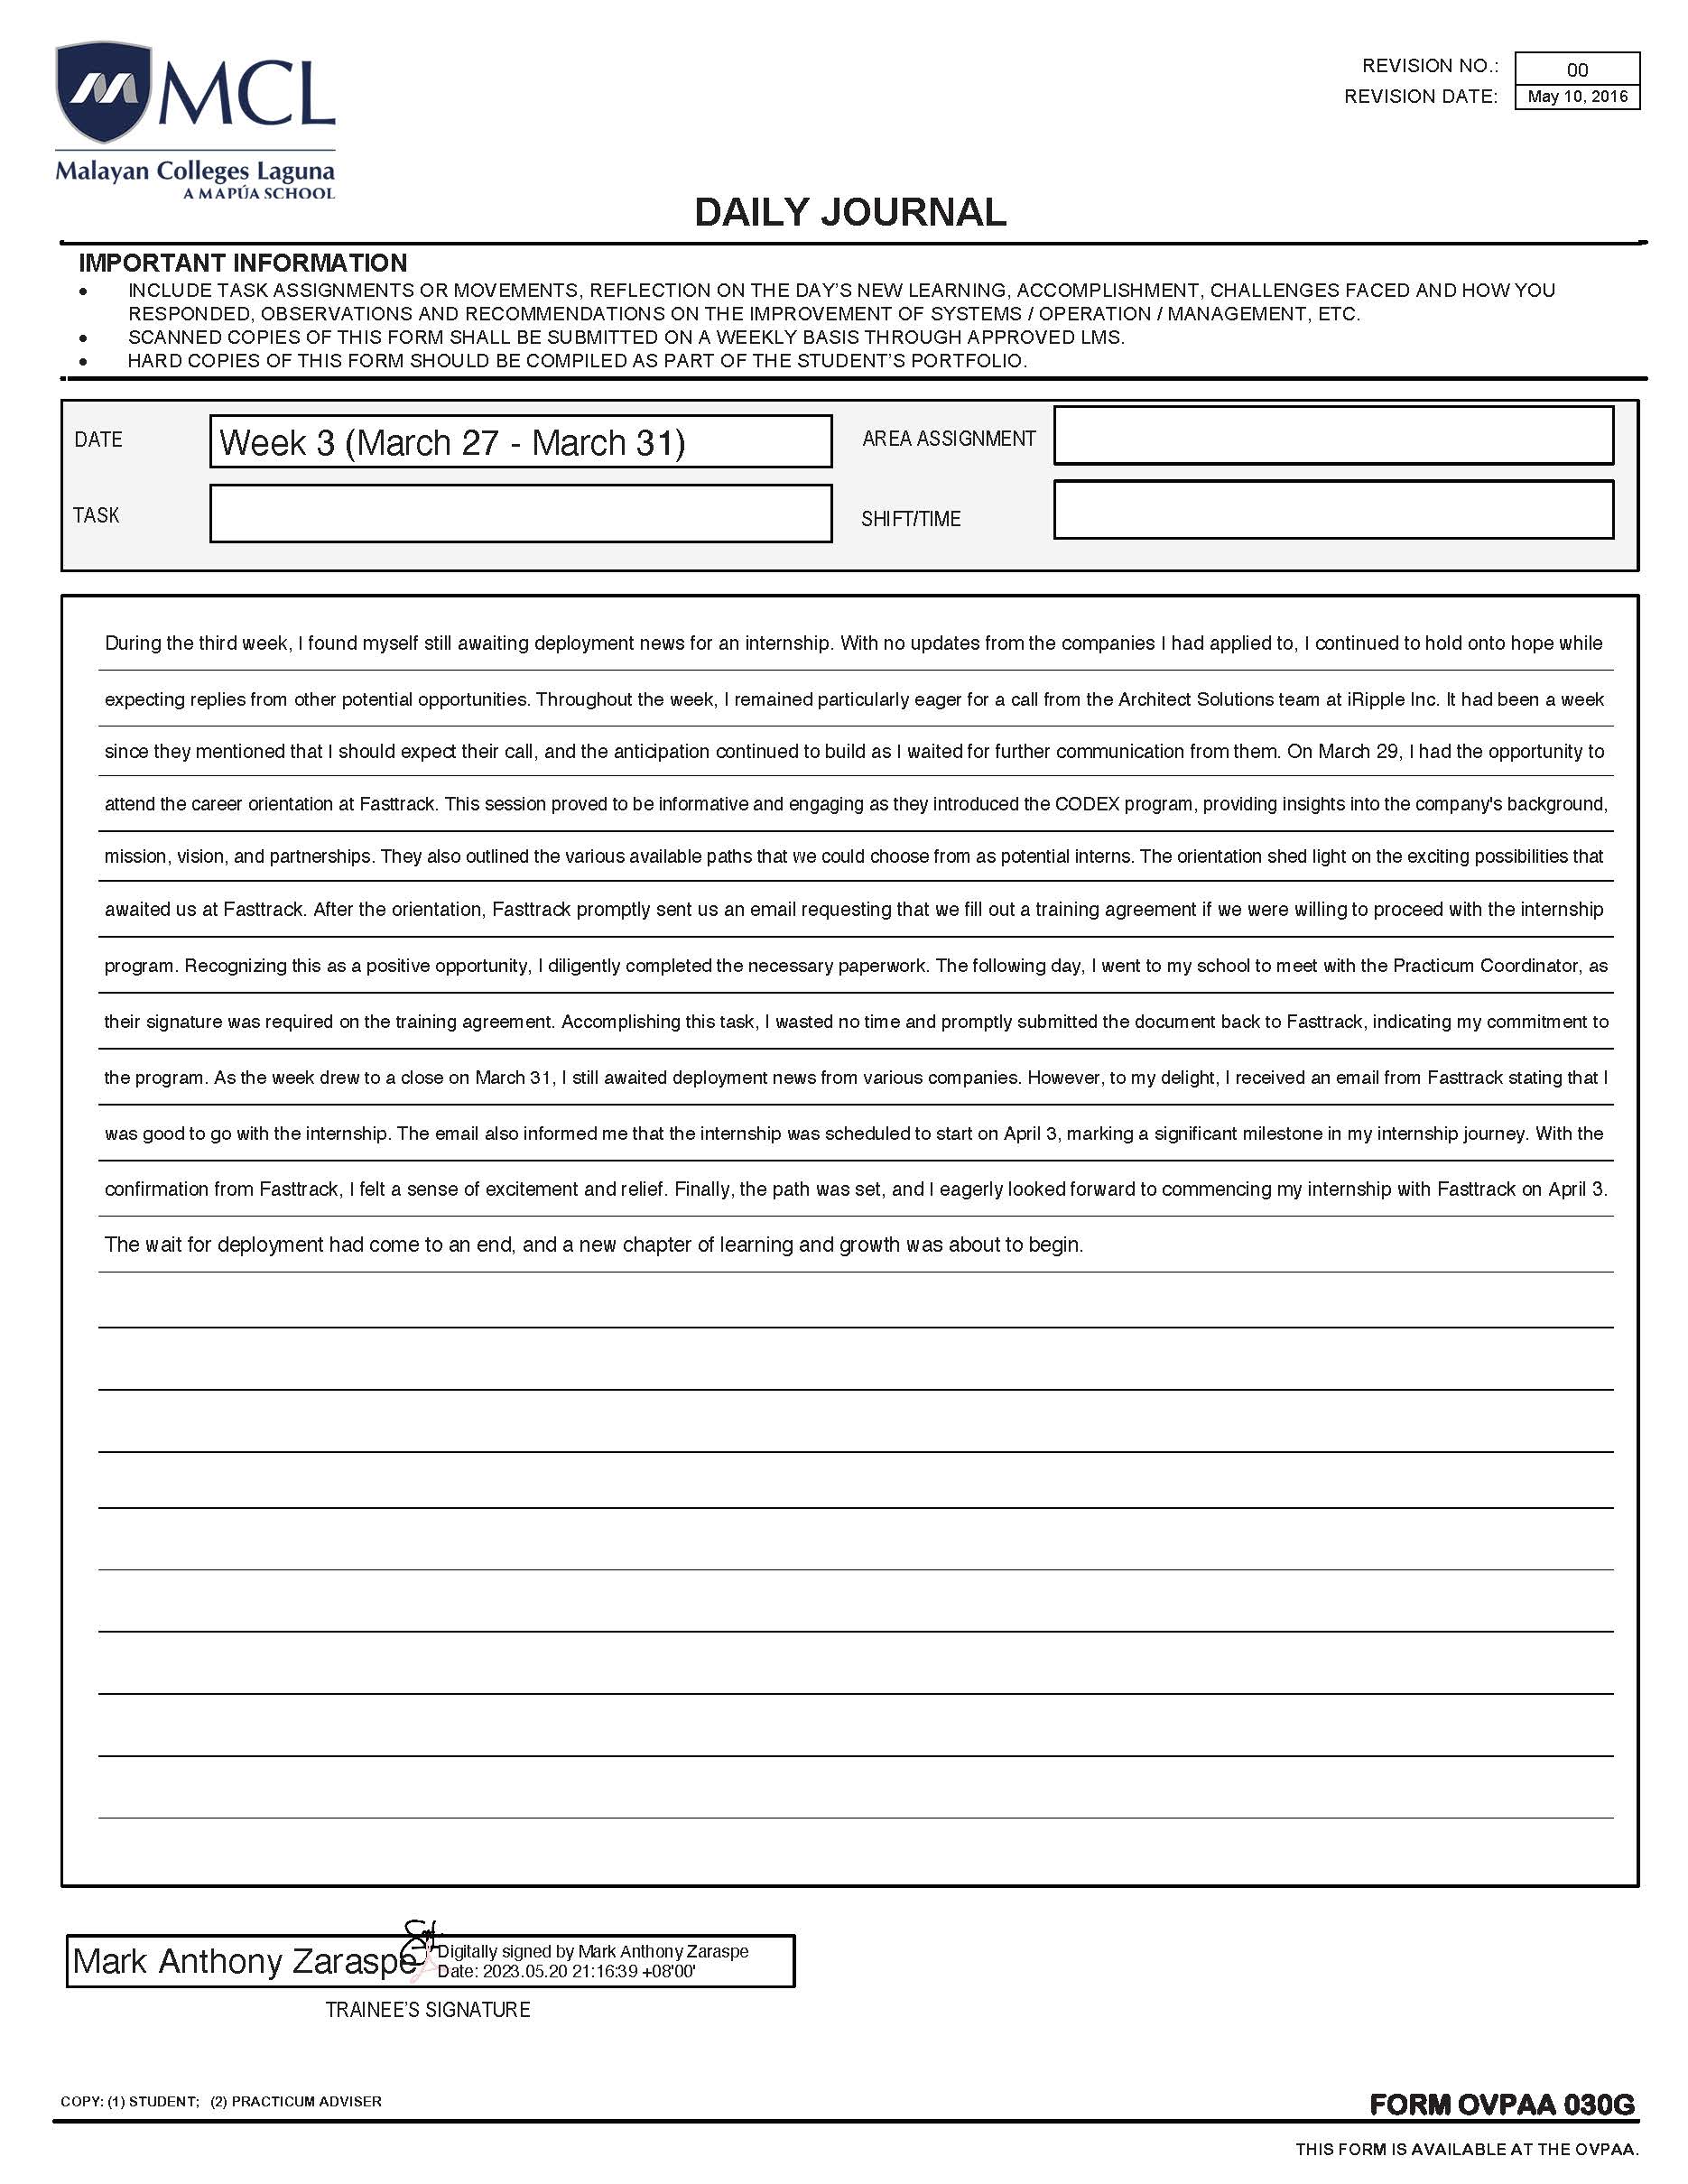 MCL
Malayan Colleges Laguna
A MAPÚA SCHOOL
REVISION NO.: 00
REVISION DATE: May 10, 2016
DAILY JOURNAL
IMPORTANT INFORMATION
• INCLUDE TASK ASSIGNMENTS OR MOVEMENTS, REFLECTION ON THE DAY'S NEW LEARNING, ACCOMPLISHMENT, CHALLENGES FACED AND HOW YOU
RESPONDED, OBSERVATIONS AND RECOMMENDATIONS ON THE IMPROVEMENT OF SYSTEMS / OPERATION / MANAGEMENT, ETC.
• SCANNED COPIES OF THIS FORM SHALL BE SUBMITTED ON A WEEKLY BASIS THROUGH APPROVED LMS.
• HARD COPIES OF THIS FORM SHOULD BE COMPILED AS PART OF THE STUDENT'S PORTFOLIO.
DATE Week 3 (March 27 - March 31) AREA ASSIGNMENT
TASK SHIFT/TIME
During the third week, I found myself still awaiting deployment news for an internship. With no updates from the companies I had applied to, I continued to hold onto hope while
expecting replies from other potential opportunities. Throughout the week, I remained particularly eager for a call from the Architect Solutions team at iRipple Inc. It had been a week
since they mentioned that I should expect their call, and the anticipation continued to build as I waited for further communication from them. On March 29, I had the opportunity to
attend the career orientation at Fasttrack. This session proved to be informative and engaging as they introduced the CODEX program, providing insights into the company's background,
mission, vision, and partnerships. They also outlined the various available paths that we could choose from as potential interns. The orientation shed light on the exciting possibilities that
awaited us at Fasttrack. After the orientation, Fasttrack promptly sent us an email requesting that we fill out a training agreement if we were willing to proceed with the internship
program. Recognizing this as a positive opportunity, I diligently completed the necessary paperwork. The following day, I went to my school to meet with the Practicum Coordinator, as
their signature was required on the training agreement. Accomplishing this task, I wasted no time and promptly submitted the document back to Fasttrack, indicating my commitment to
the program. As the week drew to a close on March 31, I still awaited deployment news from various companies. However, to my delight, I received an email from Fasttrack stating that I
was good to go with the internship. The email also informed me that the internship was scheduled to start on April 3, marking a significant milestone in my internship journey. With the
confirmation from Fasttrack, I felt a sense of excitement and relief. Finally, the path was set, and I eagerly looked forward to commencing my internship with Fasttrack on April 3.
The wait for deployment had come to an end, and a new chapter of learning and growth was about to begin.
Mark Anthony Zaraspe
Digitally signed by Mark Anthony Zaraspe
Date: 2023.05.20 21:16:39 +08'00'
TRAINEE'S SIGNATURE
COPY: (1) STUDENT; (2) PRACTICUM ADVISER
FORM OVPAA 030G
THIS FORM IS AVAILABLE AT THE OVPAA.